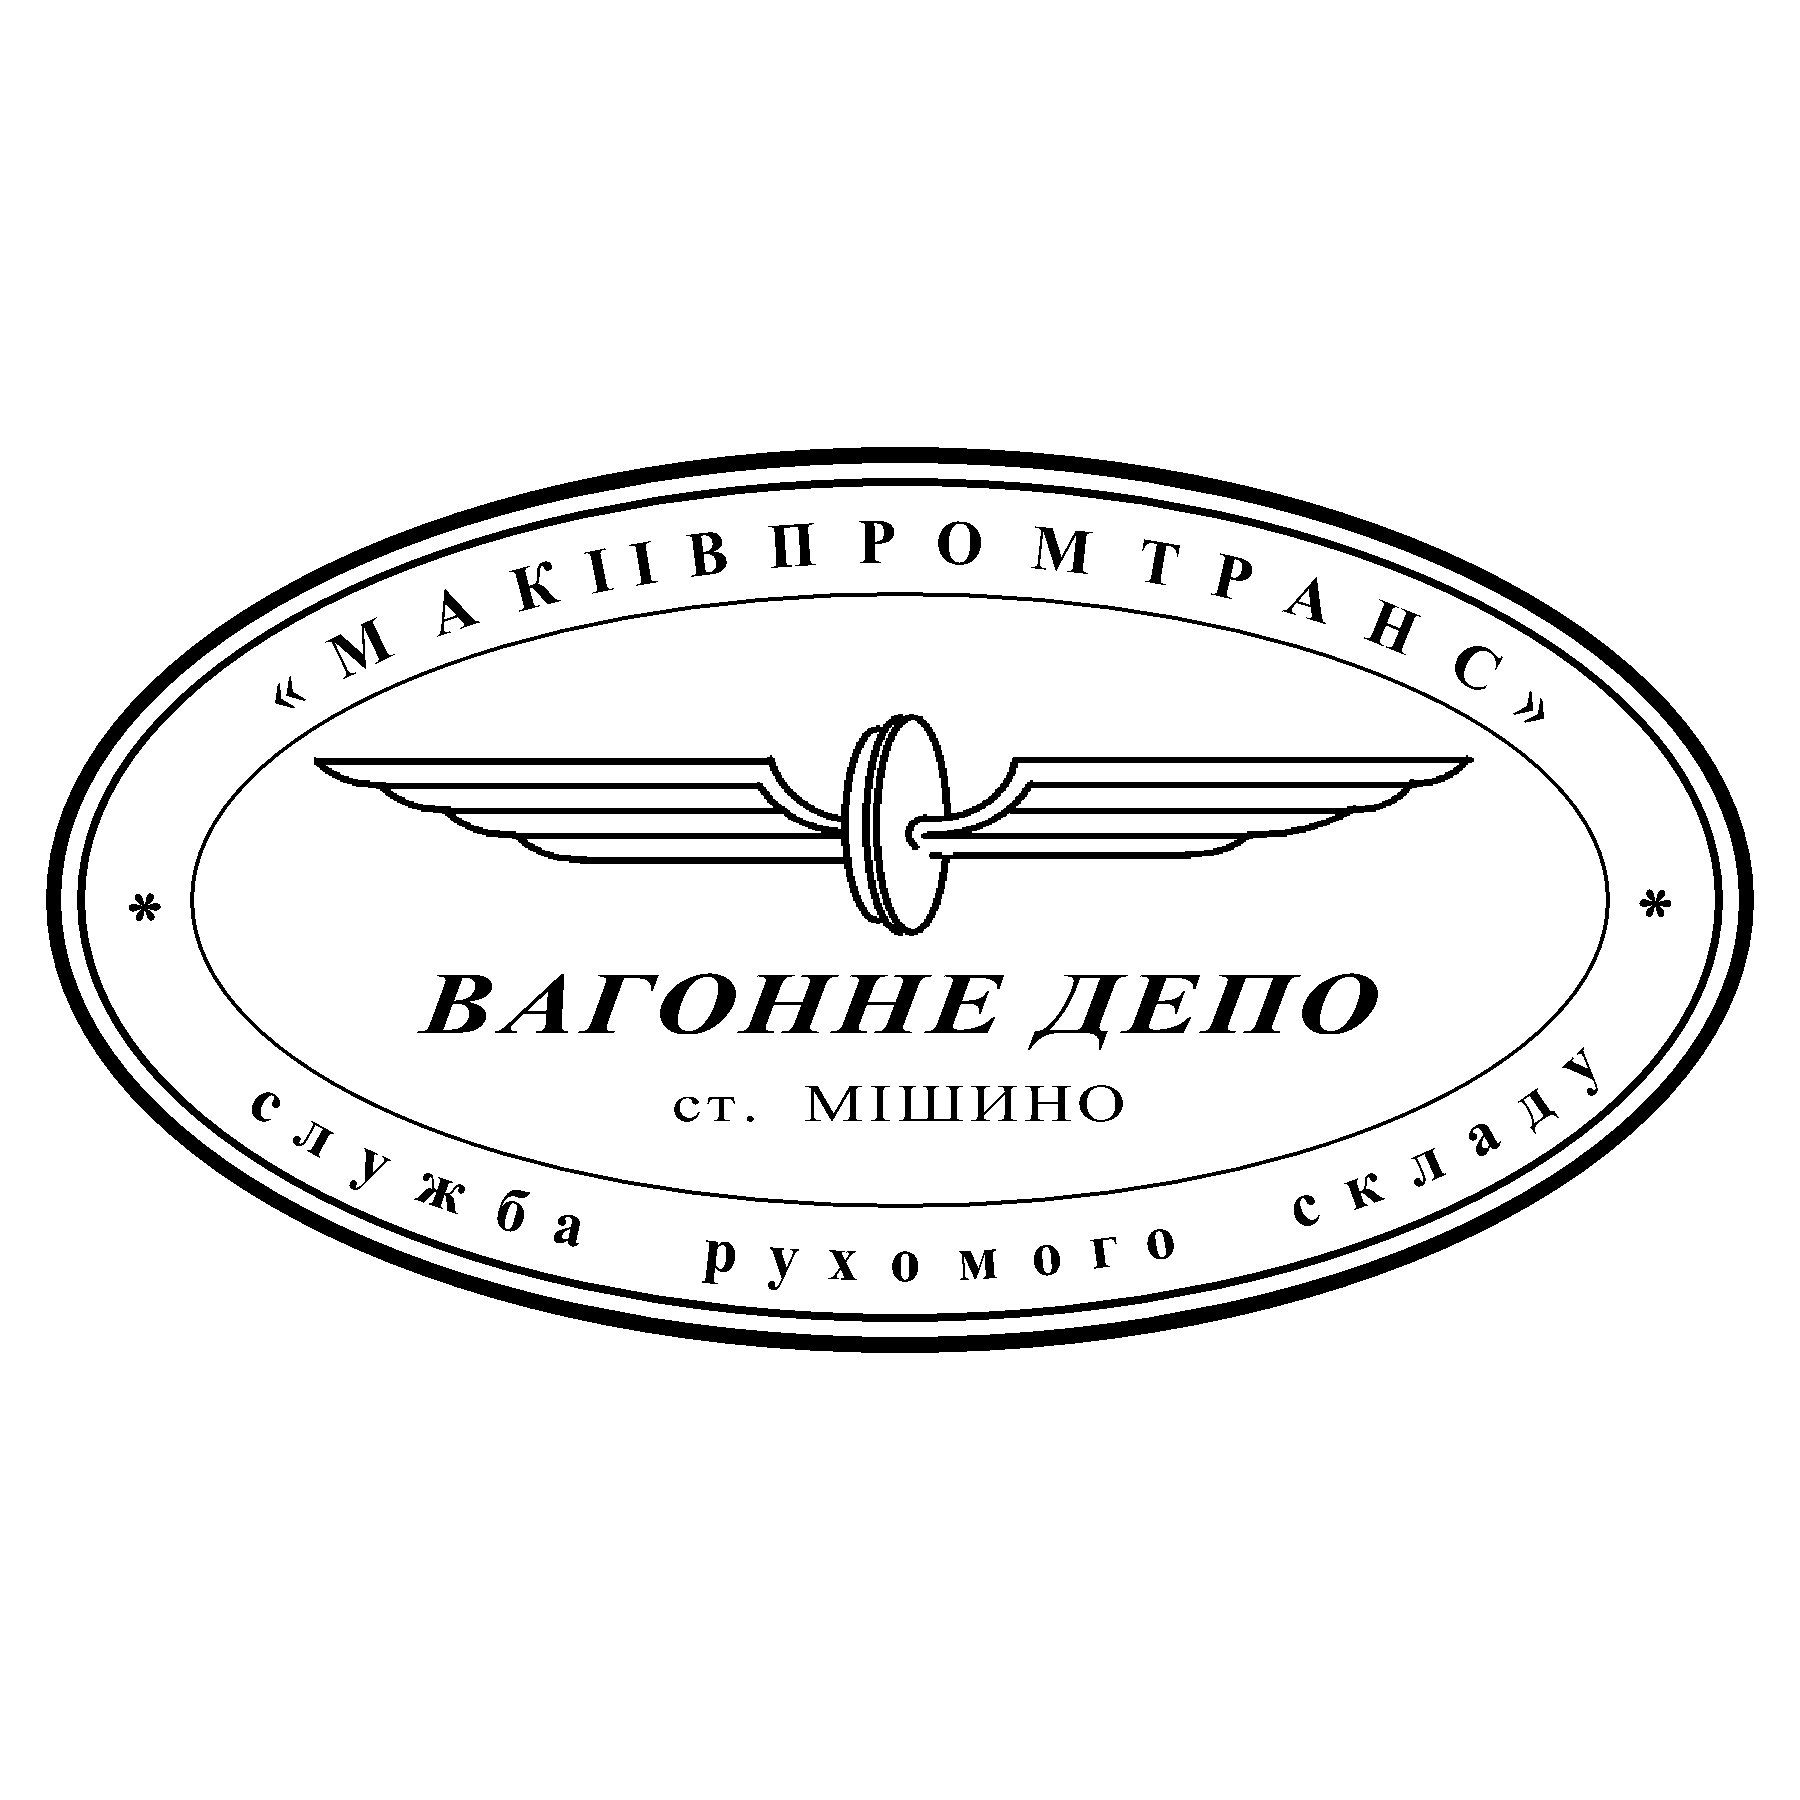 «МАКІІВПРОМТРАНС»
* *
ВАГОННЕ ДЕПО
ст. МІШИНО
служба рухомого складу